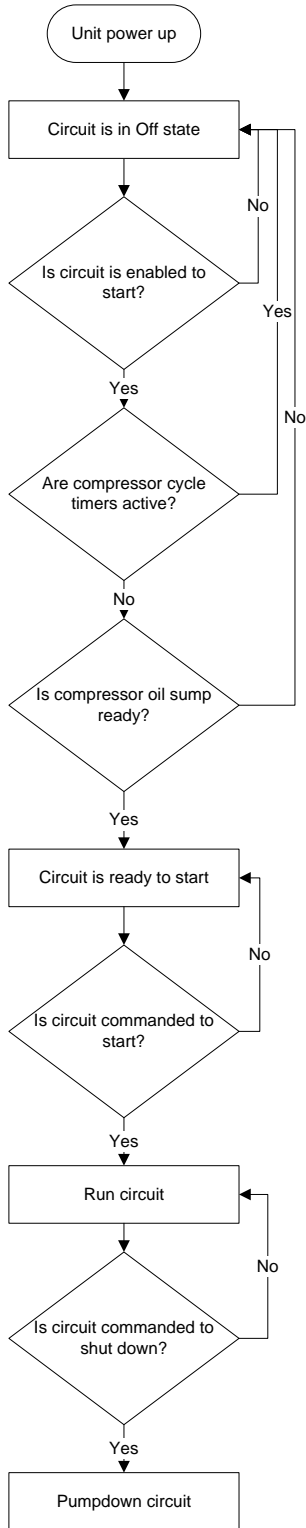 Unit power up
Circuit is in Off state
No
Is circuit is enabled to
start?
Yes
Yes
No
Are compressor cycle
timers active?
No
Is compressor oil sump
ready?
Yes
Circuit is ready to start
No
Is circuit commanded to
start?
Yes
Run circuit
No
Is circuit commanded to
shut down?
Yes
Pumpdown circuit